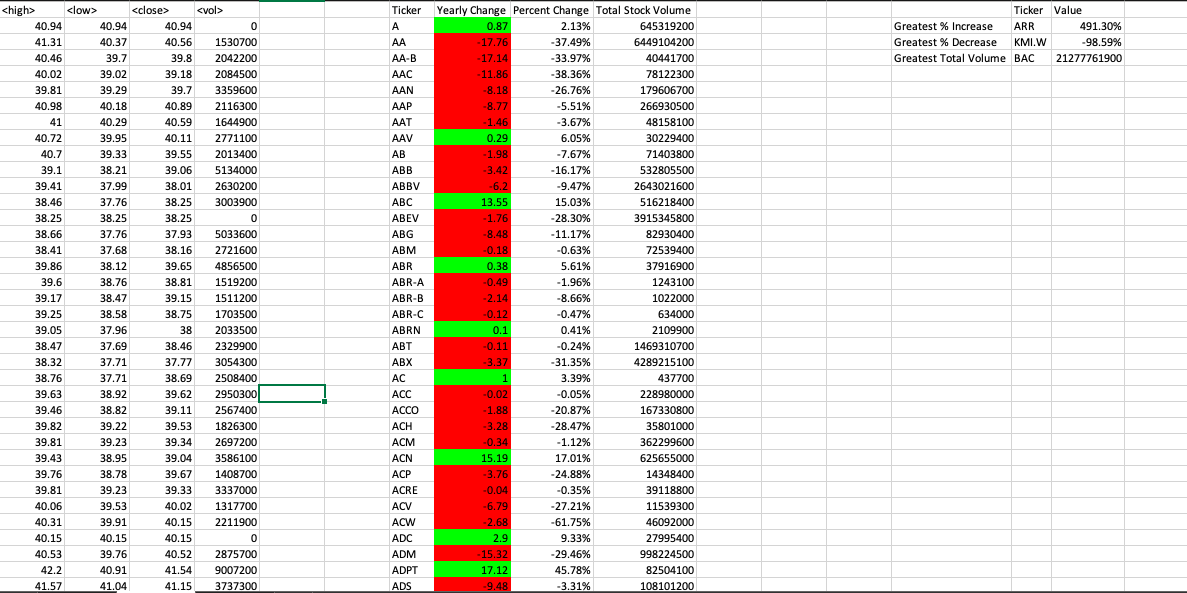 <high> <low> <close> <vol> Ticker Yearly Change Percent Change Total Stock Volume Ticker Value
40.94 40.94 40.94 0 A 0.87 2.13% 645319200 Greatest % Increase ARR 491.30%
41.31 40.37 40.56 1530700 AA -17.76 -37.49% 6449104200 Greatest % Decrease KMI.W -98.59%
40.46 39.7 39.8 2042200 AA-B -17.14 -33.97% 40441700 Greatest Total Volume BAC 21277761900
40.02 39.02 39.18 2084500 AAC -11.86 -38.36% 78122300
39.81 39.29 39.7 3359600 AAN -8.18 -26.76% 179606700
40.98 40.18 40.89 2116300 AAP -8.77 -5.51% 266930500
41 40.29 40.59 1644900 AAT -1.46 -3.67% 48158100
40.72 39.95 40.11 2771100 AAV 0.29 6.05% 30229400
40.7 39.33 39.55 2013400 AB -1.98 -7.67% 71403800
39.1 38.21 39.06 5134000 ABB -3.42 -16.17% 532805500
39.41 37.99 38.01 2630200 ABBV -6.2 -9.47% 2643021600
38.46 37.76 38.25 3003900 ABC 13.55 15.03% 516218400
38.25 38.25 38.25 0 ABEV -1.76 -28.30% 3915345800
38.66 37.76 37.93 5033600 ABG -8.48 -11.17% 82930400
38.41 37.68 38.16 2721600 ABM -0.18 -0.63% 72539400
39.86 38.12 39.65 4856500 ABR 0.38 5.61% 37916900
39.6 38.76 38.81 1519200 ABR-A -0.49 -1.96% 1243100
39.17 38.47 39.15 1511200 ABR-B -2.14 -8.66% 1022000
39.25 38.58 38.75 1703500 ABR-C -0.12 -0.47% 634000
39.05 37.96 38 2033500 ABRN 0.1 0.41% 2109900
38.47 37.69 38.46 2329900 ABT -0.11 -0.24% 1469310700
38.32 37.71 37.77 3054300 ABX -3.37 -31.35% 4289215100
38.76 37.71 38.69 2508400 AC 1 3.39% 437700
39.63 38.92 39.62 2950300 ACC -0.02 -0.05% 228980000
39.46 38.82 39.11 2567400 ACCO -1.88 -20.87% 167330800
39.82 39.22 39.53 1826300 ACH -3.28 -28.47% 35801000
39.81 39.23 39.34 2697200 ACM -0.34 -1.12% 362299600
39.43 38.95 39.04 3586100 ACN 15.19 17.01% 625655000
39.76 38.78 39.67 1408700 ACP -3.76 -24.88% 14348400
39.81 39.23 39.33 3337000 ACRE -0.04 -0.35% 39118800
40.06 39.53 40.02 1317700 ACV -6.79 -27.21% 11539300
40.31 39.91 40.15 2211900 ACW -2.68 -61.75% 46092000
40.15 40.15 40.15 0 ADC 2.9 9.33% 27995400
40.53 39.76 40.52 2875700 ADM -15.32 -29.46% 998224500
42.2 40.91 41.54 9007200 ADPT 17.12 45.78% 82504100
41.57 41.04 41.15 3737300 ADS -9.48 -3.31% 108101200